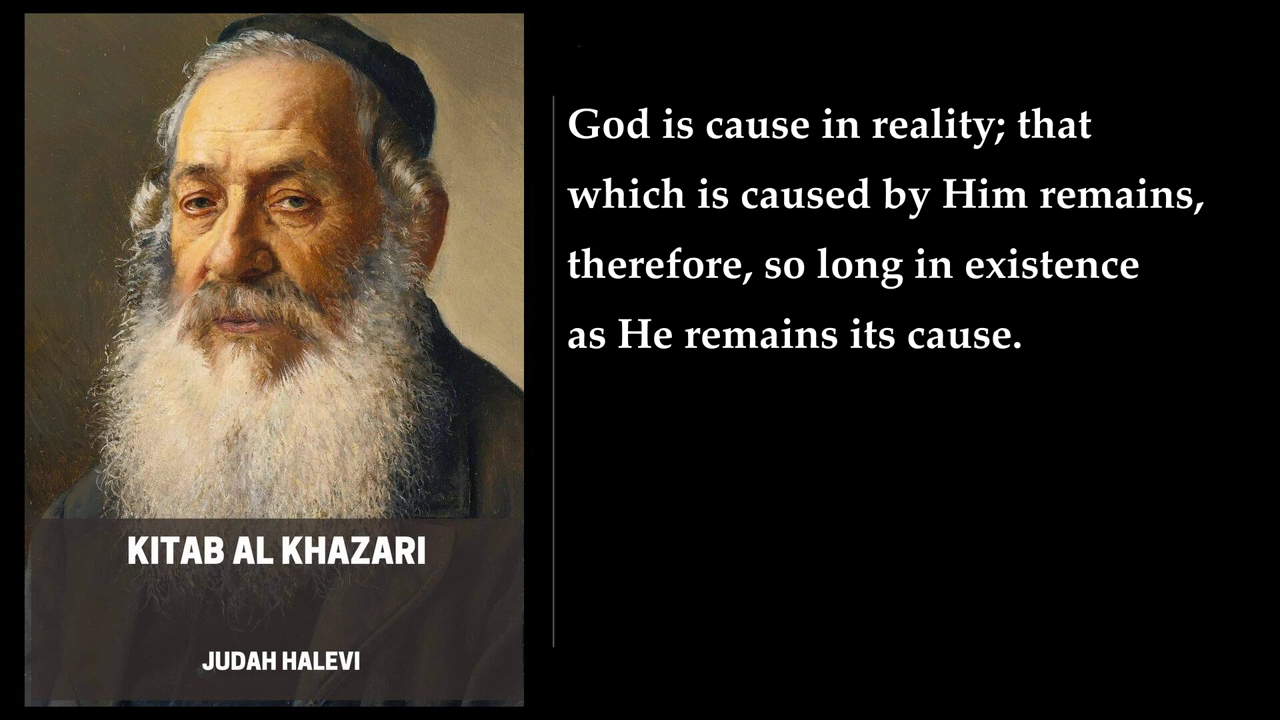 KITAB AL KHAZARI
JUDAH HALEVI
God is cause in reality; that
which is caused by Him remains,
therefore, so long in existence
as He remains its cause.